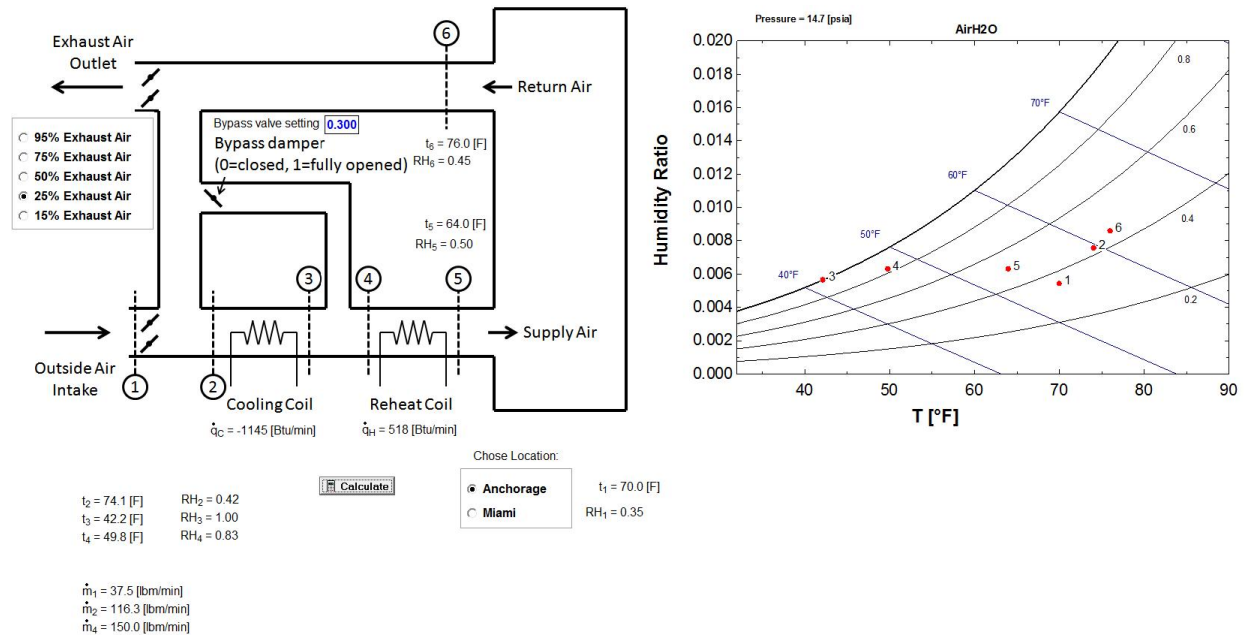 Exhaust Air
Outlet
6
Return Air
95% Exhaust Air
75% Exhaust Air
50% Exhaust Air
25% Exhaust Air
15% Exhaust Air
Bypass valve setting 0.300
Bypass damper
(0=closed, 1=fully opened)
t6 = 76.0 [F]
RH6 = 0.45
t5 = 64.0 [F]
RH5 = 0.50
3
4
5
Supply Air
Outside Air
Intake
1
2
Cooling Coil
Reheat Coil
q̇C = -1145 [Btu/min]
q̇H = 518 [Btu/min]
Chose Location:
Anchorage
Miami
t1 = 70.0 [F]
RH1 = 0.35
Calculate
t2 = 74.1 [F] RH2 = 0.42
t3 = 42.2 [F] RH3 = 1.00
t4 = 49.8 [F] RH4 = 0.83
ṁ1 = 37.5 [lbm/min]
ṁ2 = 116.3 [lbm/min]
ṁ4 = 150.0 [lbm/min]
Pressure = 14.7 [psia]
AirH2O
0.020
0.018
0.016
0.014
0.012
0.010
0.008
0.006
0.004
0.002
0.000
Humidity Ratio
40 50 60 70 80 90
T [°F]
0.8
0.6
0.4
0.2
70°F
60°F
50°F
40°F
6
2
5
4
3
1